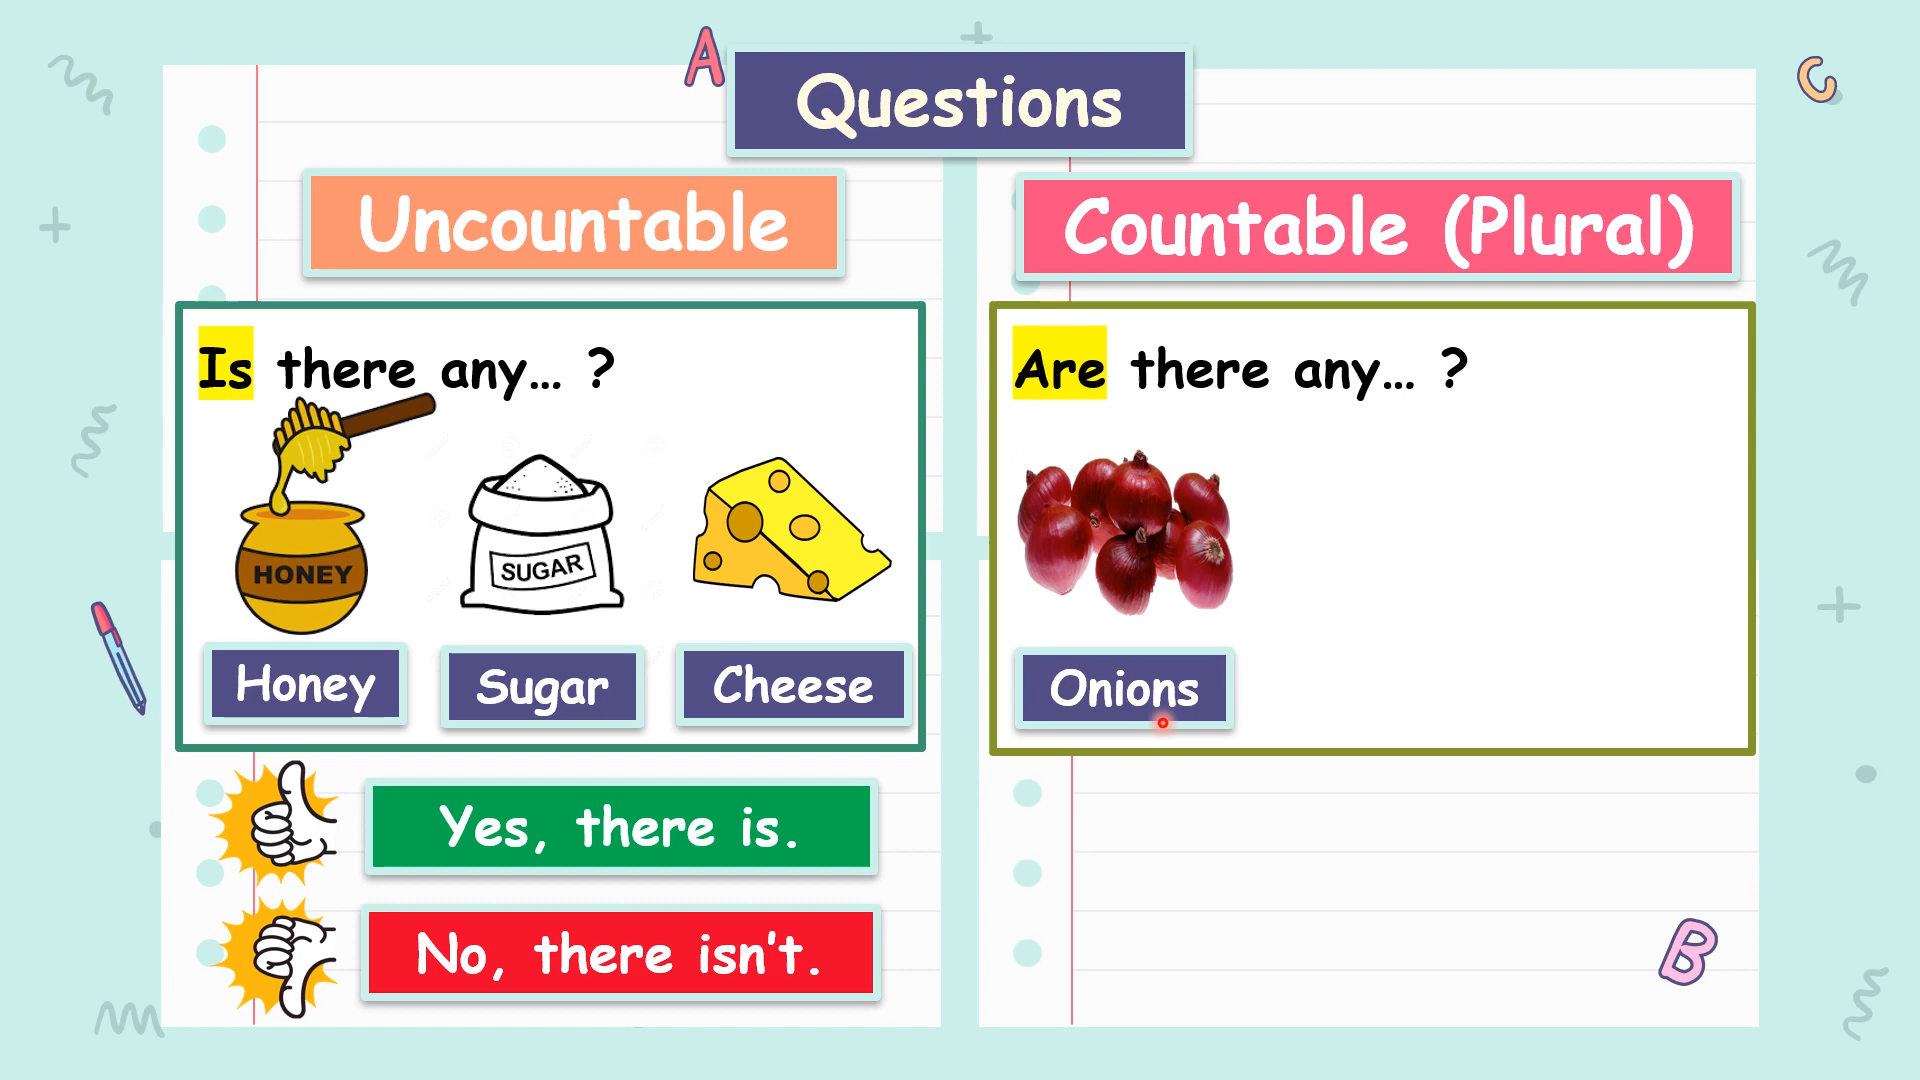 A
C
Questions
Uncountable
Countable (Plural)
Is there any... ?
Are there any... ?
HONEY
SUGAR
Honey
Sugar
Cheese
Onions
Yes, there is.
No, there isn't.
B